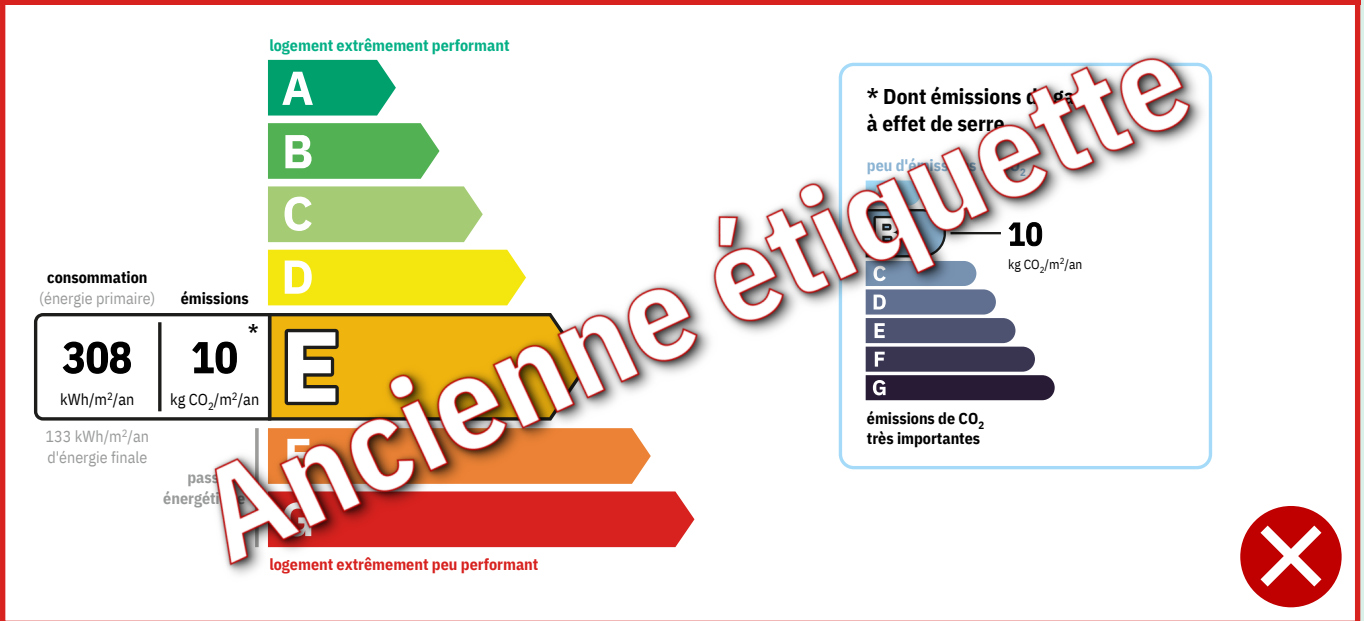 logement extrêmement performant
A
B
C
D
consommation
(énergie primaire)
émissions
*
308
10
kWh/m²/an
kg CO₂/m²/an
E
133 kWh/m²/an
d'énergie finale
F
G
logement extrêmement peu performant
Ancienne étiquette
* Dont émissions de
à effet de serre
peu d'émissions
B
10
kg CO₂/m²/an
C
D
E
F
G
émissions de CO₂
très importantes